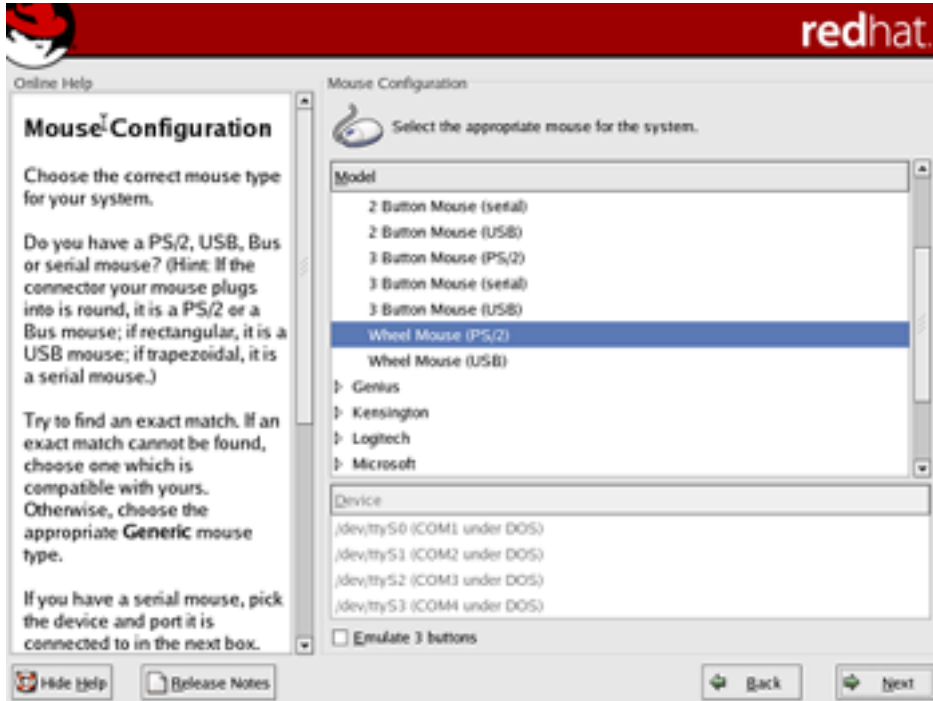 redhat.
Online Help
Mouse Configuration
Choose the correct mouse type
for your system.
Do you have a PS/2, USB, Bus
or serial mouse? (Hint: If the
connector your mouse plugs
into is round, it is a PS/2 or a
Bus mouse; if rectangular, it is a
USB mouse; if trapezoidal, it is
a serial mouse.)
Try to find an exact match. If an
exact match cannot be found,
choose one which is
compatible with yours.
Otherwise, choose the
appropriate Generic mouse
type.
If you have a serial mouse, pick
the device and port it is
connected to in the next box.
Mouse Configuration
Select the appropriate mouse for the system.
Model
2 Button Mouse (serial)
2 Button Mouse (USB)
3 Button Mouse (PS/2)
3 Button Mouse (serial)
3 Button Mouse (USB)
Wheel Mouse (PS/2)
Wheel Mouse (USB)
Genius
Kensington
Logitech
Microsoft
Device
/dev/ttyS0 (COM1 under DOS)
/dev/ttyS1 (COM2 under DOS)
/dev/ttyS2 (COM3 under DOS)
/dev/ttyS3 (COM4 under DOS)
Emulate 3 buttons
Hide Help
Release Notes
Back
Next